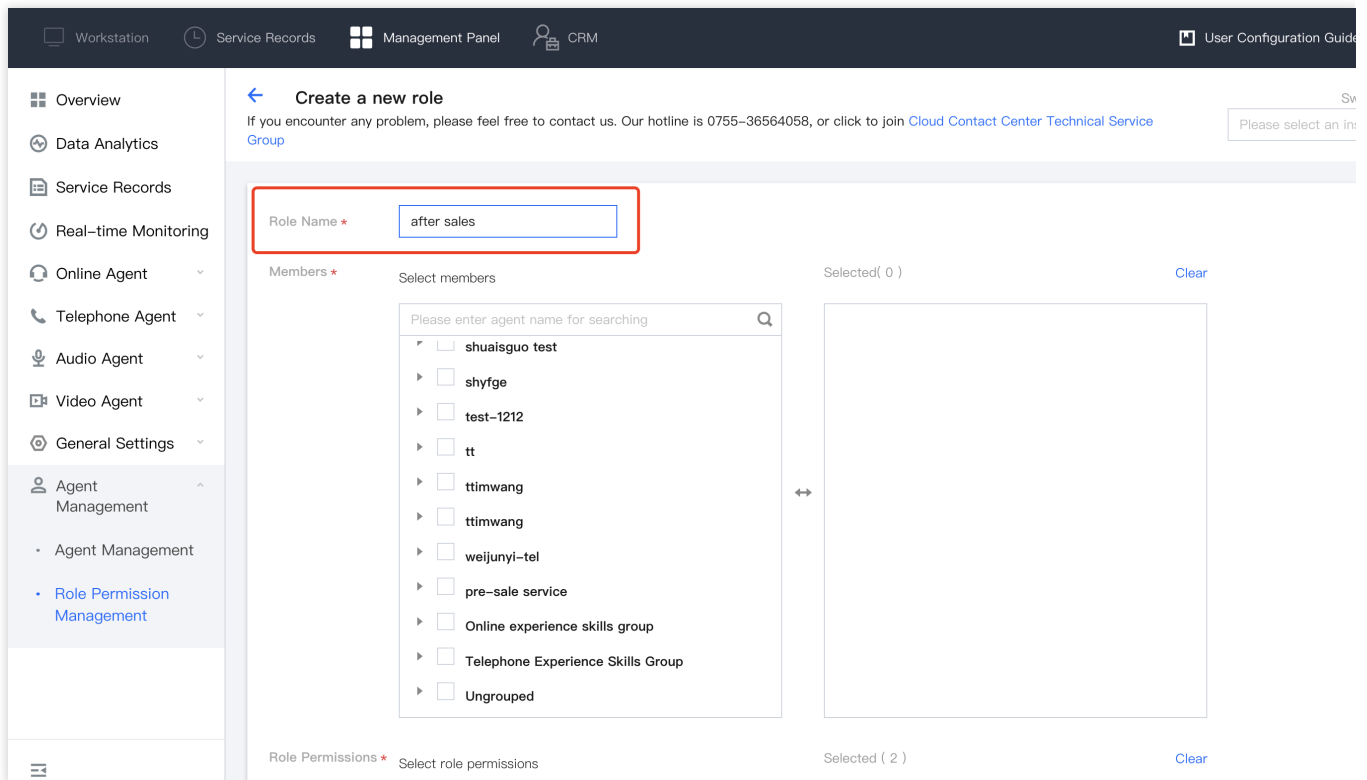 Workstation
Service Records
Management Panel
CRM
User Configuration Guide
Overview
Data Analytics
Service Records
Real-time Monitoring
Online Agent
Telephone Agent
Audio Agent
Video Agent
General Settings
Agent
Management
Agent Management
Role Permission
Management
Create a new role
If you encounter any problem, please feel free to contact us. Our hotline is 0755-36564058, or click to join Cloud Contact Center Technical Service
Group
Sw
Please select an ins
Role Name *
after sales
Members *
Select members
Selected( 0 )
Clear
Please enter agent name for searching
shuaisguo test
shyfge
test-1212
tt
ttimwang
ttimwang
weijunyi-tel
pre-sale service
Online experience skills group
Telephone Experience Skills Group
Ungrouped
Role Permissions *
Select role permissions
Selected ( 2 )
Clear